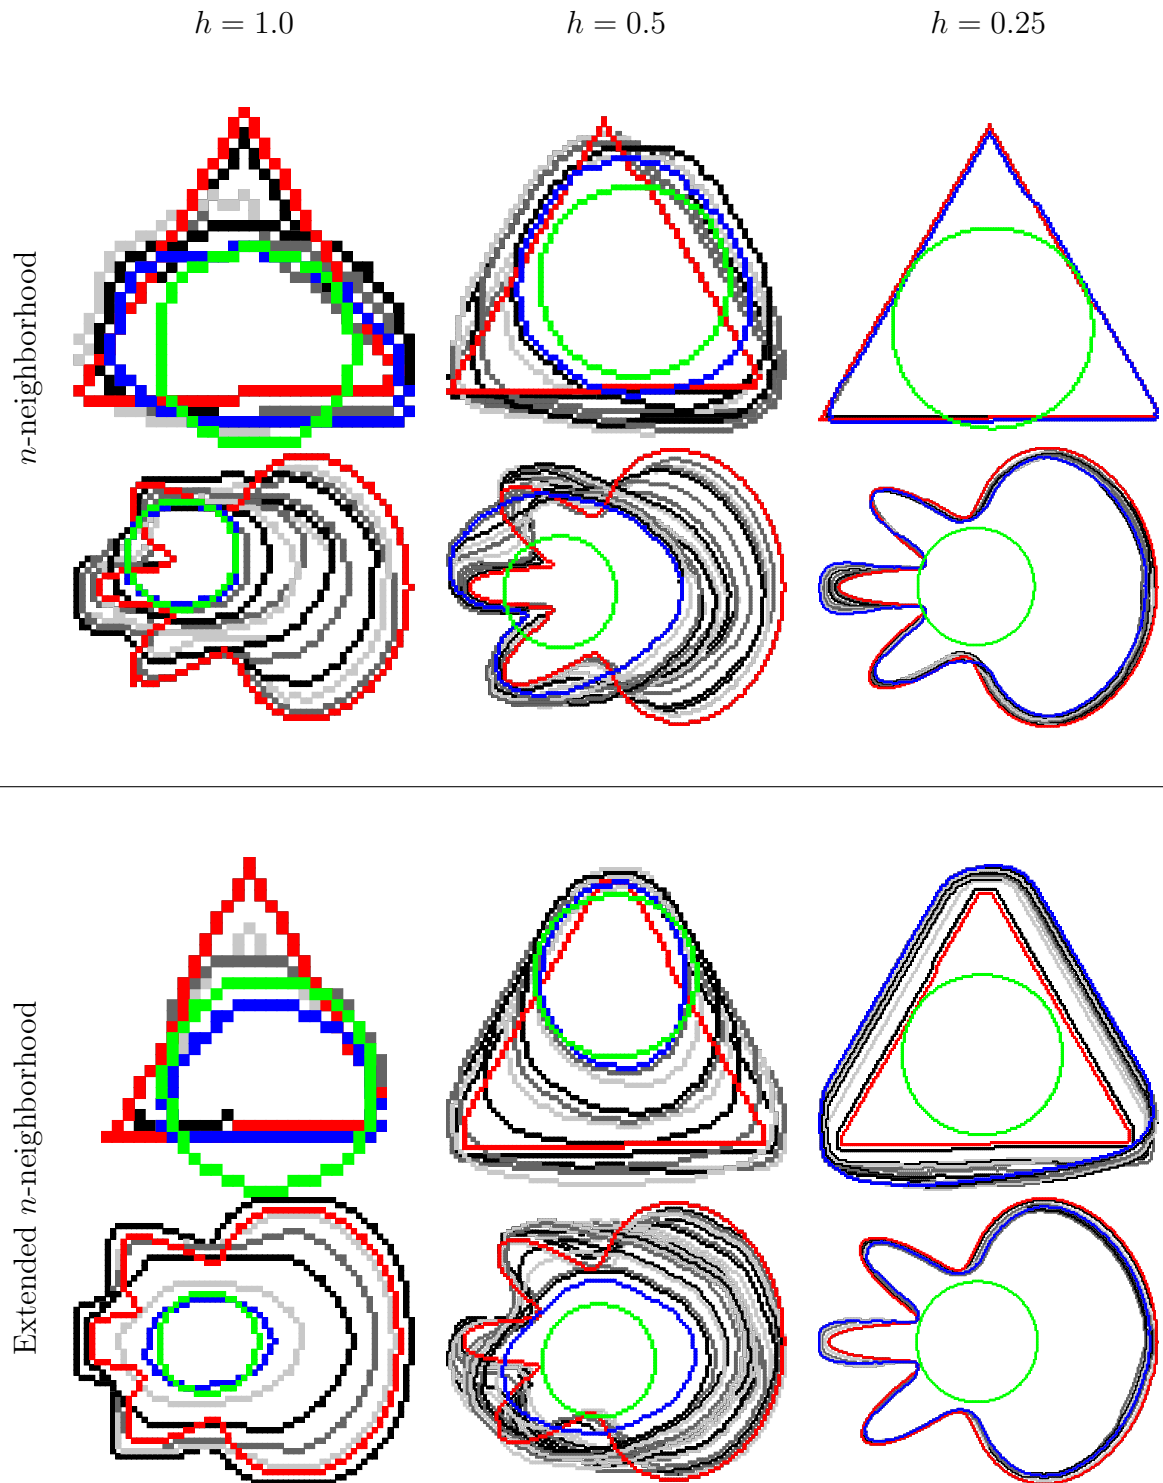 h = 1.0 h = 0.5 h = 0.25
n-neighborhood
Extended n-neighborhood